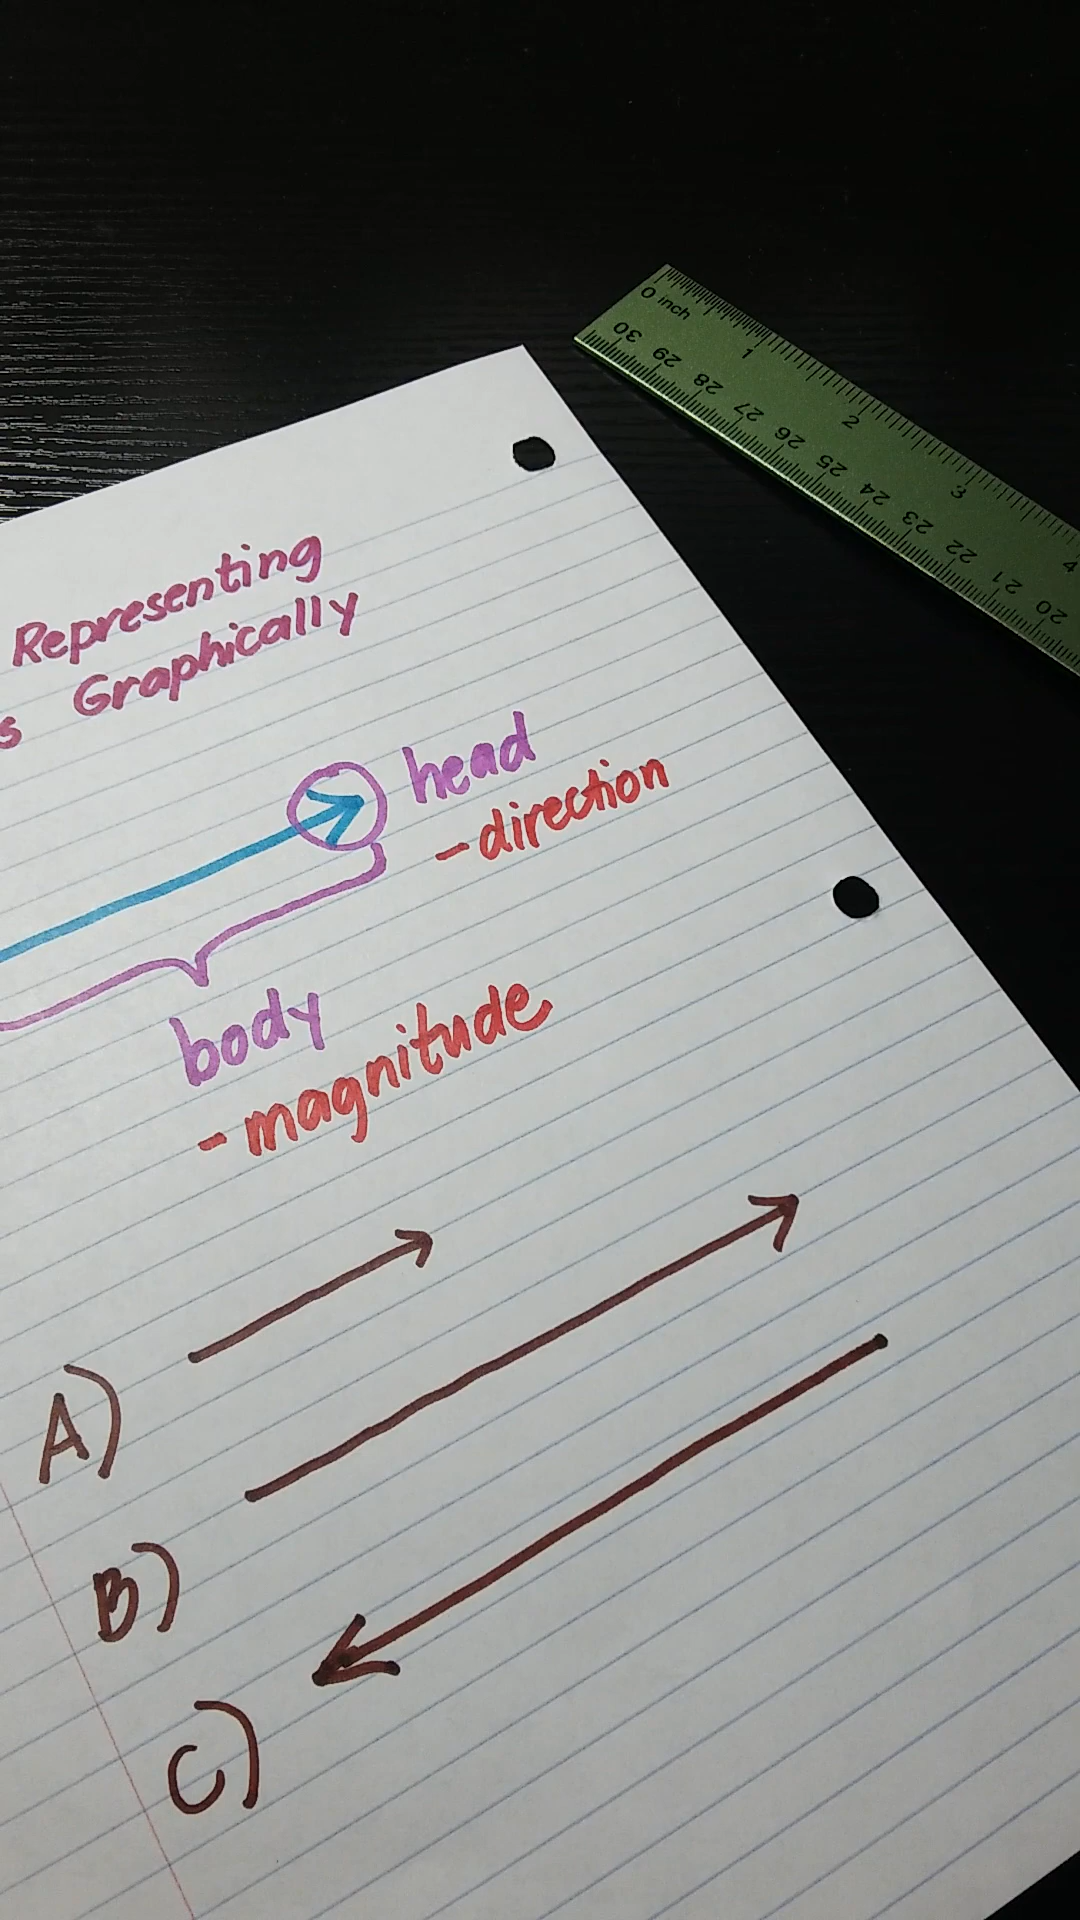 0 inch 1 2 3 4
30 29 28 27 26 25 24 23 22 21 20
Representing
s Graphically
head
-direction
body
-magnitude
A)
B)
C)